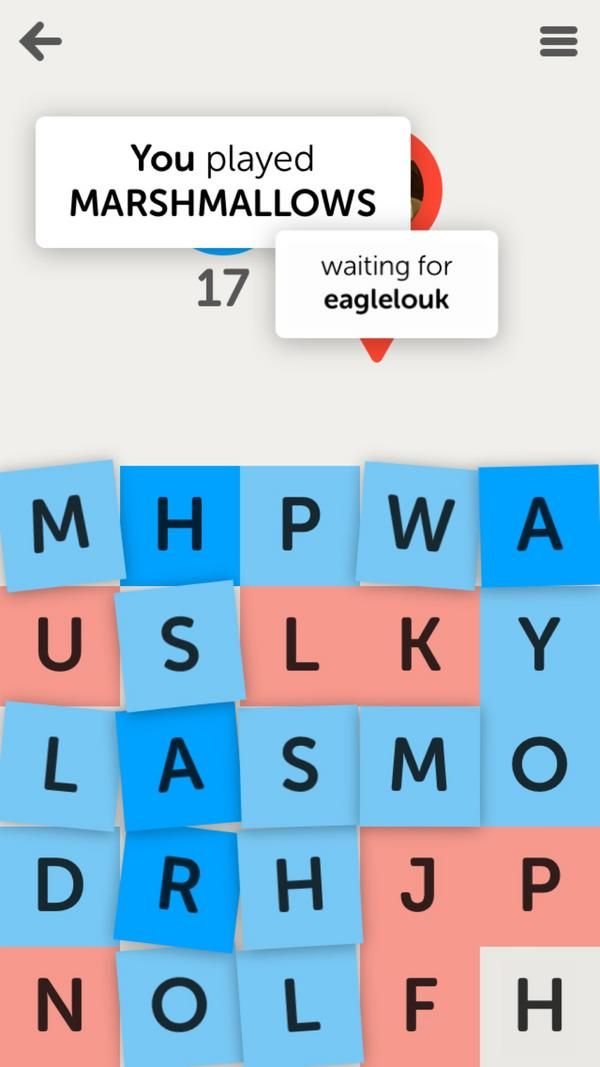 You played
MARSHMALLOWS
waiting for
eaglelouk
17
M H P W A
U S L K Y
L A S M O
D R H J P
N O L F H